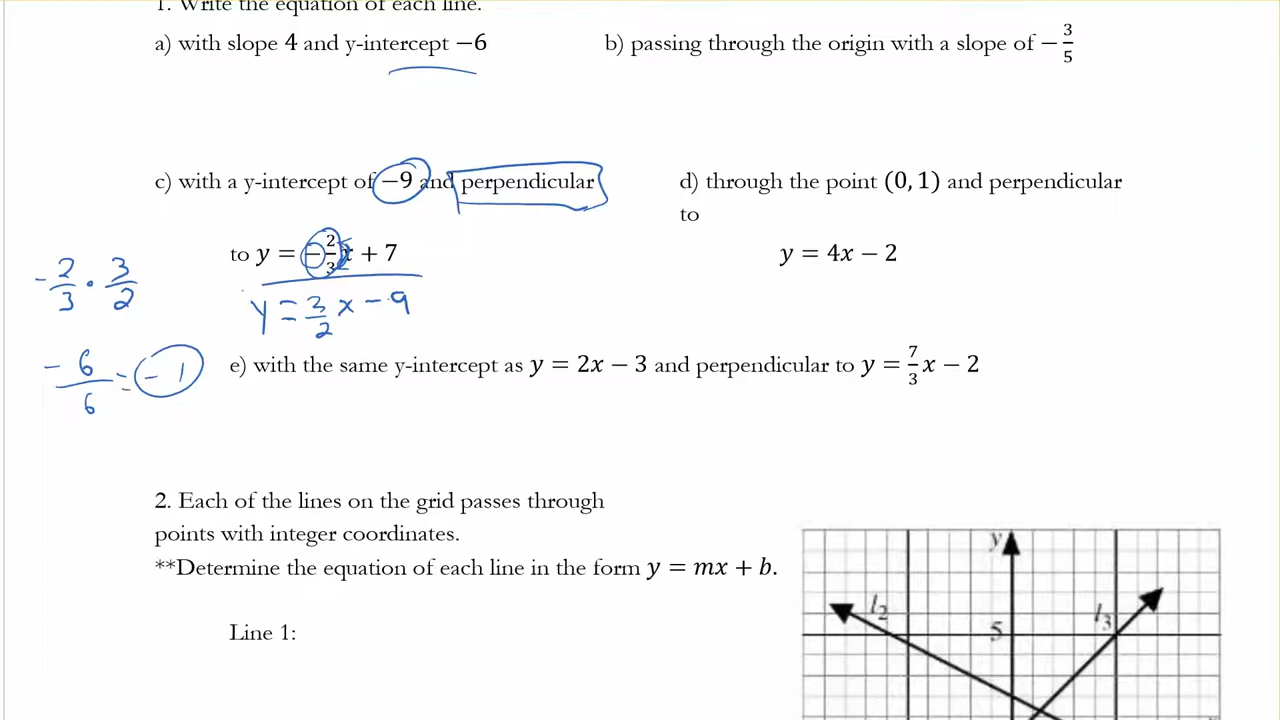 1. Write the equation of each line.
a) with slope 4 and y-intercept −6
b) passing through the origin with a slope of −3/5
c) with a y-intercept of −9 and perpendicular
to y = −2/3x + 7
y = 3/2 x − 9
-2/3 · 3/2
-6/6 = -1
d) through the point (0, 1) and perpendicular
to
y = 4x − 2
e) with the same y-intercept as y = 2x − 3 and perpendicular to y = 7/3x − 2
2. Each of the lines on the grid passes through
points with integer coordinates.
**Determine the equation of each line in the form y = mx + b.
Line 1:
y
l2
l3
5